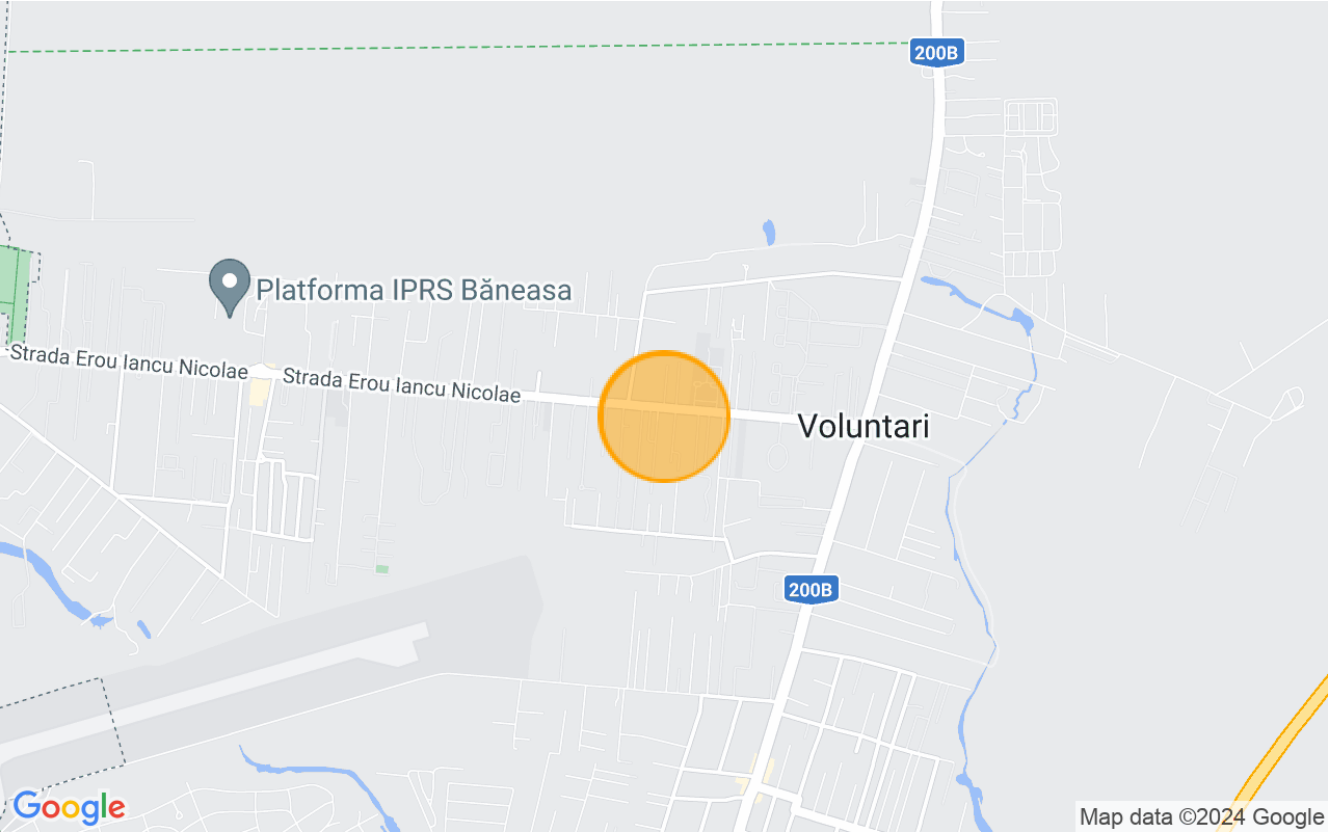 200B
Platforma IPRS Băneasa
Strada Erou Iancu Nicolae
Strada Erou Iancu Nicolae
Voluntari
200B
Google
Map data ©2024 Google